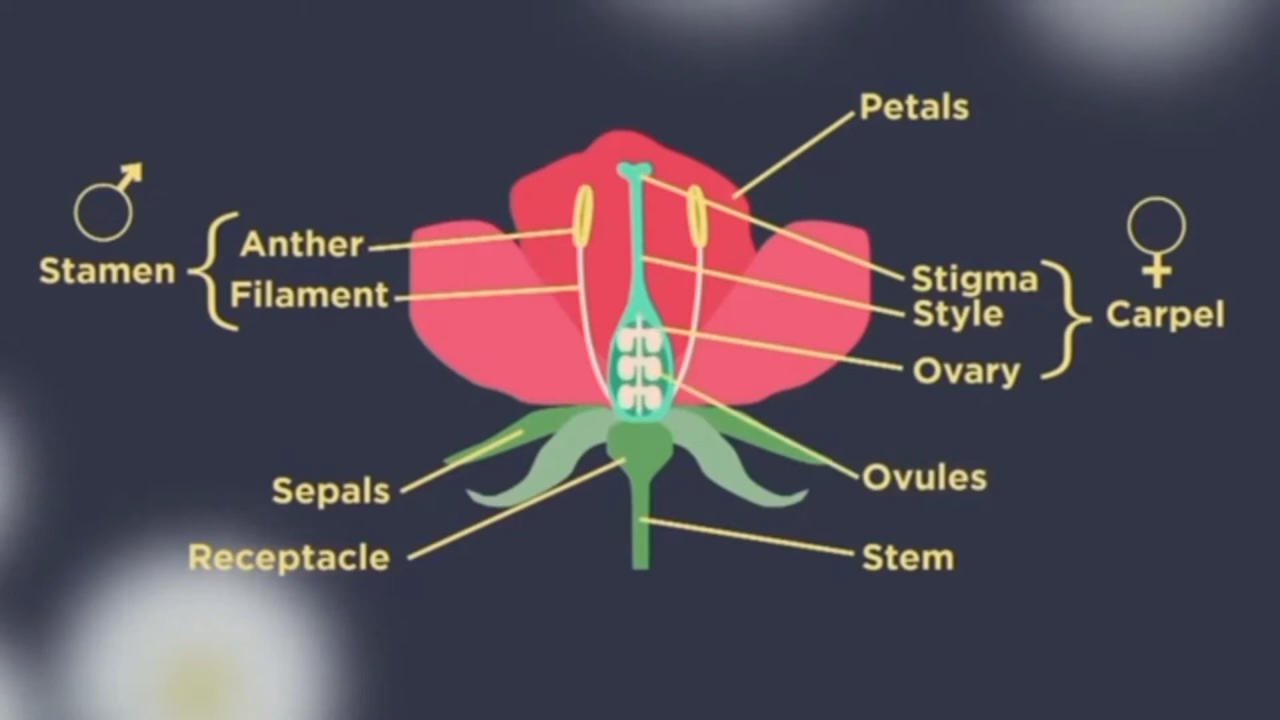 Petals
Anther
Stamen
Filament
Stigma
Style
Carpel
Ovary
Sepals
Ovules
Receptacle
Stem